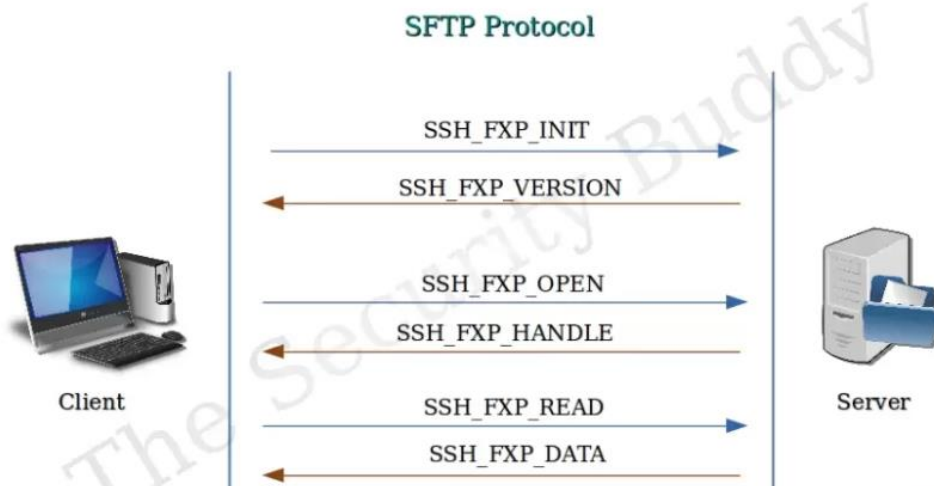 SFTP Protocol
SSH_FXP_INIT
SSH_FXP_VERSION
SSH_FXP_OPEN
SSH_FXP_HANDLE
Client
Server
SSH_FXP_READ
SSH_FXP_DATA
The Security Buddy